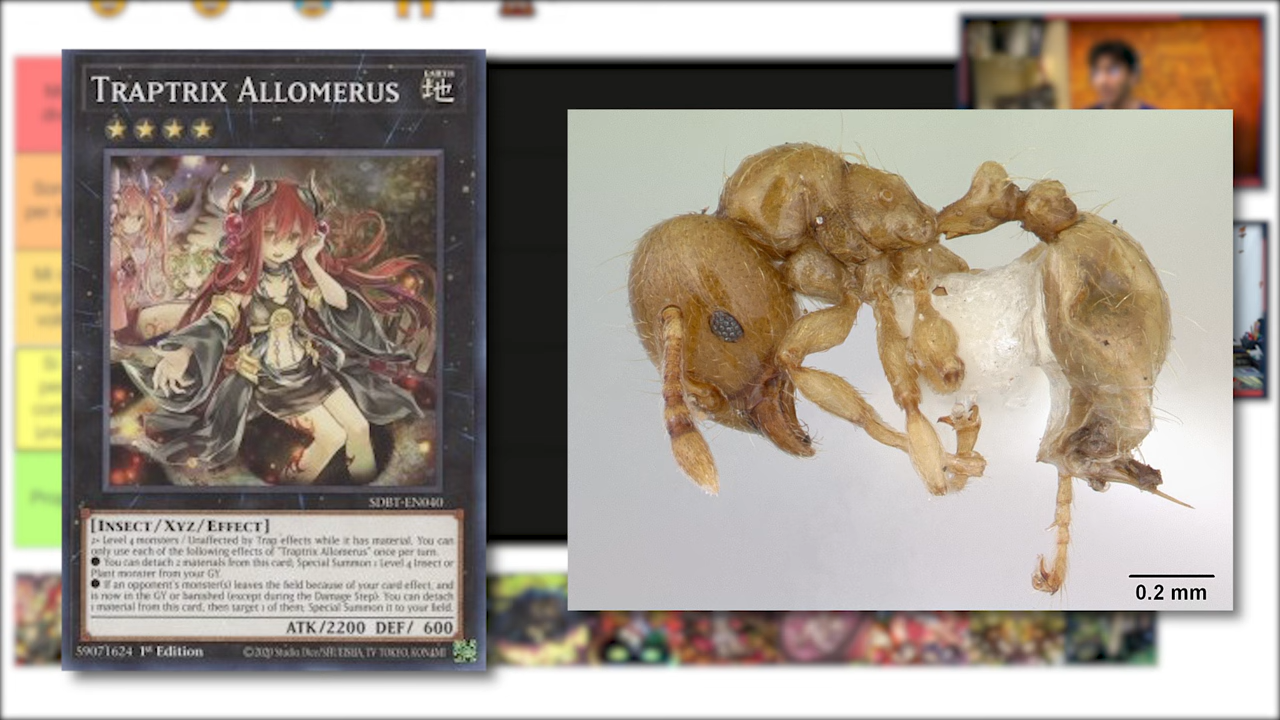 TRAPTRIX ALLOMERUS
EARTH
地
SDBT-EN040
[INSECT/XYZ/EFFECT]
2+ Level 4 monsters / Unaffected by Trap effects while it has material. You can
only use each of the following effects of "Traptrix Allomerus" once per turn.
● You can detach 2 materials from this card; Special Summon 1 Level 4 Insect or
Plant monster from your GY.
● If an opponent's monster(s) leaves the field because of your card effect, and
is now in the GY or banished (except during the Damage Step): You can detach
1 material from this card, then target 1 of them; Special Summon it to your field.
ATK/2200 DEF/ 600
59071624 1st Edition ©2020 Studio Dice/SHUEISHA, TV TOKYO, KONAMI
0.2 mm